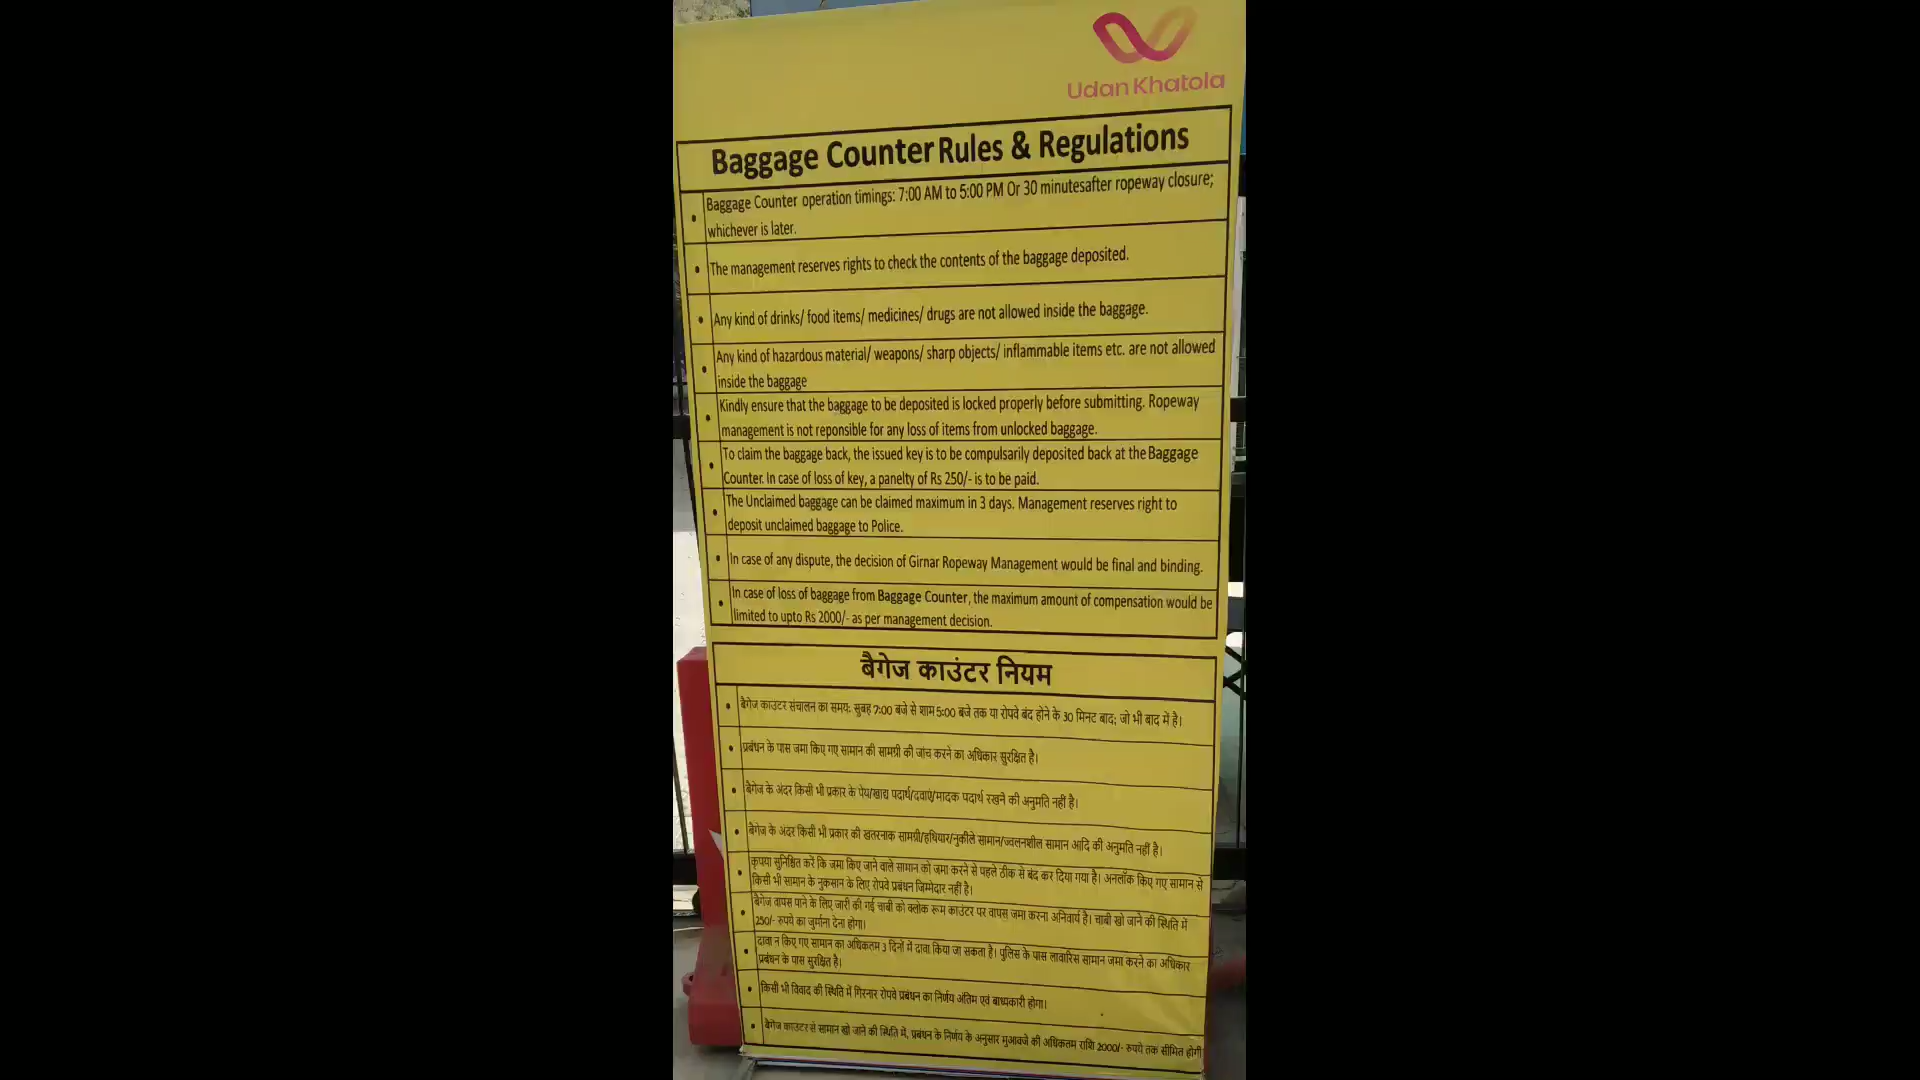 Udan Khatola
Baggage Counter Rules & Regulations
• Baggage Counter operation timings: 7:00 AM to 5:00 PM Or 30 minutesafter ropeway closure;
whichever is later.
• The management reserves rights to check the contents of the baggage deposited.
• Any kind of drinks/ food items/ medicines/ drugs are not allowed inside the baggage.
• Any kind of hazardous material/ weapons/ sharp objects/ inflammable items etc. are not allowed
inside the baggage
• Kindly ensure that the baggage to be deposited is locked properly before submitting. Ropeway
management is not reponsible for any loss of items from unlocked baggage.
• To claim the baggage back, the issued key is to be compulsarily deposited back at the Baggage
Counter. In case of loss of key, a panelty of Rs 250/- is to be paid.
• The Unclaimed baggage can be claimed maximum in 3 days. Management reserves right to
deposit unclaimed baggage to Police.
• In case of any dispute, the decision of Girnar Ropeway Management would be final and binding.
• In case of loss of baggage from Baggage Counter, the maximum amount of compensation would be
limited to upto Rs 2000/- as per management decision.
बैगेज काउंटर नियम
• बैगेज काउटर संचालन का समय: सुबह 7:00 बजे से शाम 5:00 बजे तक या रोपवे बंद होने के 30 मिनट बाद; जो भी बाद में है।
• प्रबंधन के पास जमा किए गए सामान की सामग्री की जांच करने का अधिकार सुरक्षित है।
• बैगेज के अंदर किसी भी प्रकार के पेय/खाद्य पदार्थ/दवाएं/मादक पदार्थ रखने की अनुमति नहीं है।
• बैगेज के अंदर किसी भी प्रकार की खतरनाक सामग्री/हथियार/नुकीले सामान/ज्वलनशील सामान आदि की अनुमति नहीं है।
• कृपया सुनिश्चित करें कि जमा किए जाने वाले सामान को जमा करने से पहले ठीक से बंद कर दिया गया है। अनलॉक किए गए सामान से
किसी भी सामान के नुकसान के लिए रोपवे प्रबंधन जिम्मेदार नहीं है।
• बैगेज वापस पाने के लिए जारी की गई चाबी को क्लोक रूम काउंटर पर वापस जमा करना अनिवार्य है। चाबी खो जाने की स्थिति में
250/- रुपये का जुर्माना देना होगा।
• दावा न किए गए सामान का अधिकतम 3 दिनों में दावा किया जा सकता है। पुलिस के पास लावारिस सामान जमा करने का अधिकार
प्रबंधन के पास सुरक्षित है।
• किसी भी विवाद की स्थिति में गिरनार रोपवे प्रबंधन का निर्णय अंतिम एवं बाध्यकारी होगा।
• बैगेज काउटर से सामान खो जाने की स्थिति में, प्रबंधन के निर्णय के अनुसार मुआवजे की अधिकतम राशि 2000/- रुपये तक सीमित होगी